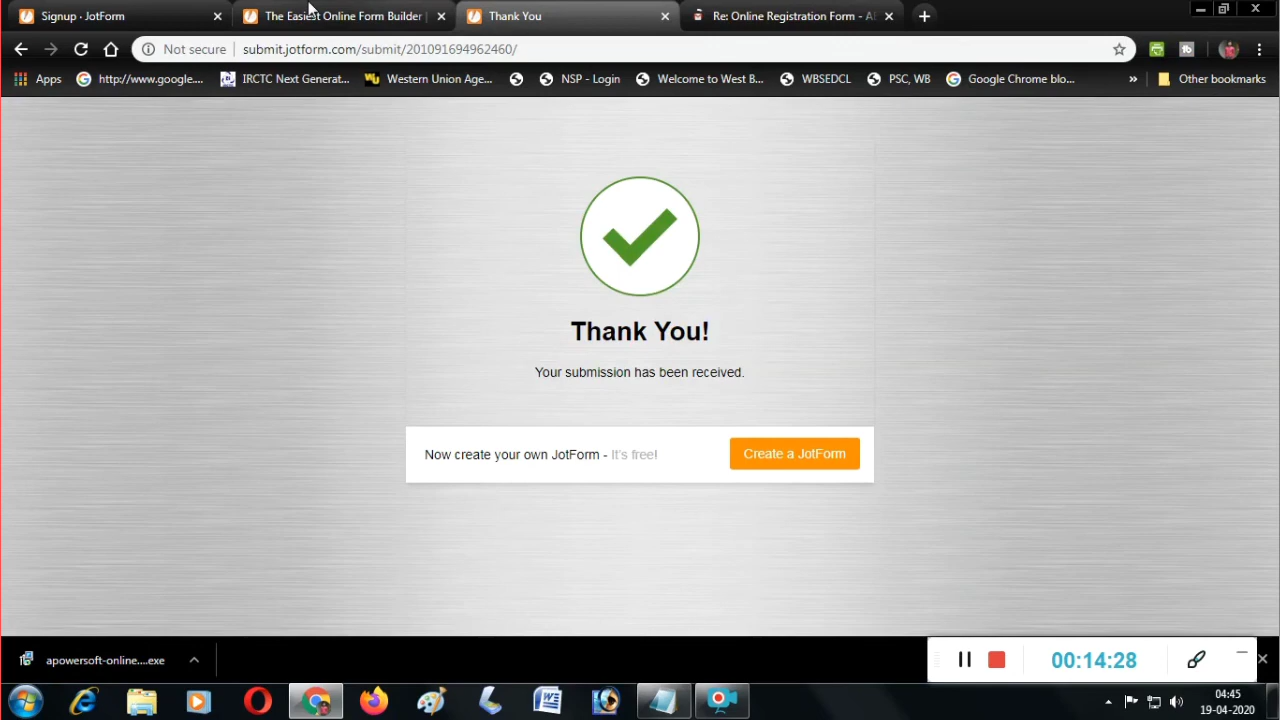 Signup · JotForm
The Easiest Online Form Builder |
Thank You
Re: Online Registration Form - Al
Not secure
submit.jotform.com/submit/201091694962460/
Apps
http://www.google....
IRCTC Next Generat...
Western Union Age...
NSP - Login
Welcome to West B...
WBSEDCL
PSC, WB
Google Chrome blo...
»
Other bookmarks
Thank You!
Your submission has been received.
Now create your own JotForm - It's free!
Create a JotForm
apowersoft-online....exe
00:14:28
04:45
19-04-2020